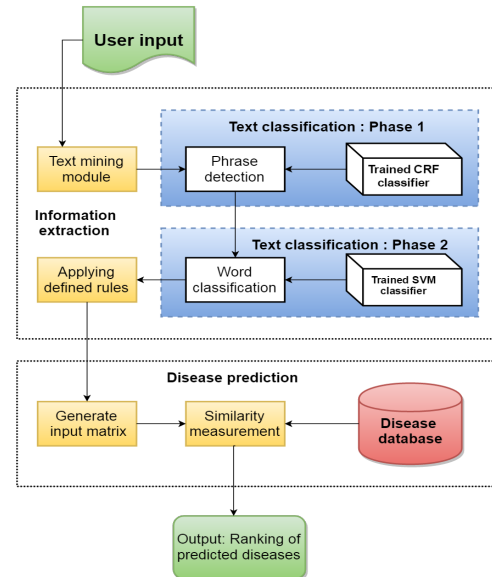 User input
Text classification : Phase 1
Text mining
module
Phrase
detection
Trained CRF
classifier
Information
extraction
Text classification : Phase 2
Applying
defined rules
Word
classification
Trained SVM
classifier
Disease prediction
Generate
input matrix
Similarity
measurement
Disease
database
Output: Ranking of
predicted diseases